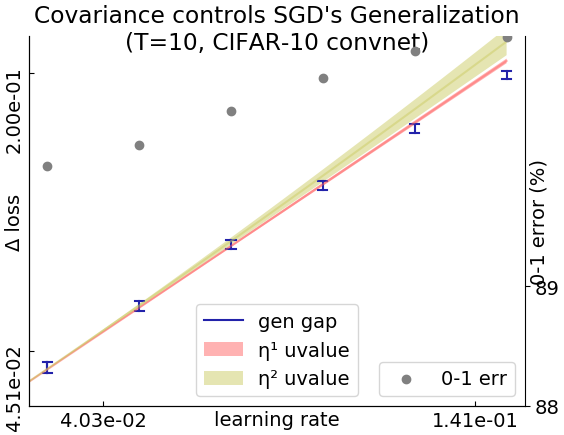 Covariance controls SGD's Generalization
(T=10, CIFAR-10 convnet)
2.00e-01
Δ loss
4.51e-02
0-1 error (%)
89
88
gen gap
η¹ uvalue
η² uvalue
0-1 err
4.03e-02
learning rate
1.41e-01